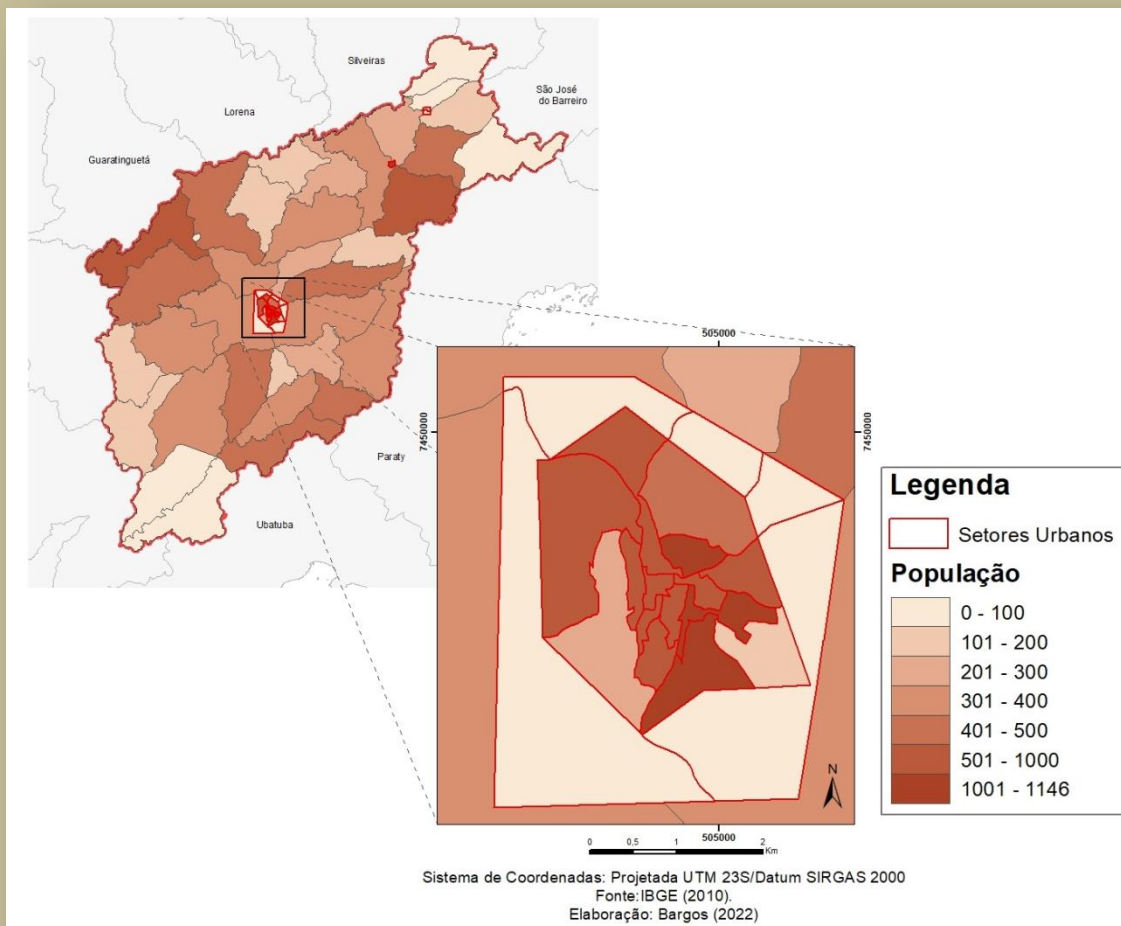 Silveiras
São José
do Barreiro
Lorena
Guaratinguetá
Paraty
Ubatuba
505000
7450000
7450000
N
505000
0 0,5 1 2
Km
Legenda
Setores Urbanos
População
0 - 100
101 - 200
201 - 300
301 - 400
401 - 500
501 - 1000
1001 - 1146
Sistema de Coordenadas: Projetada UTM 23S/Datum SIRGAS 2000
Fonte:IBGE (2010).
Elaboração: Bargos (2022)